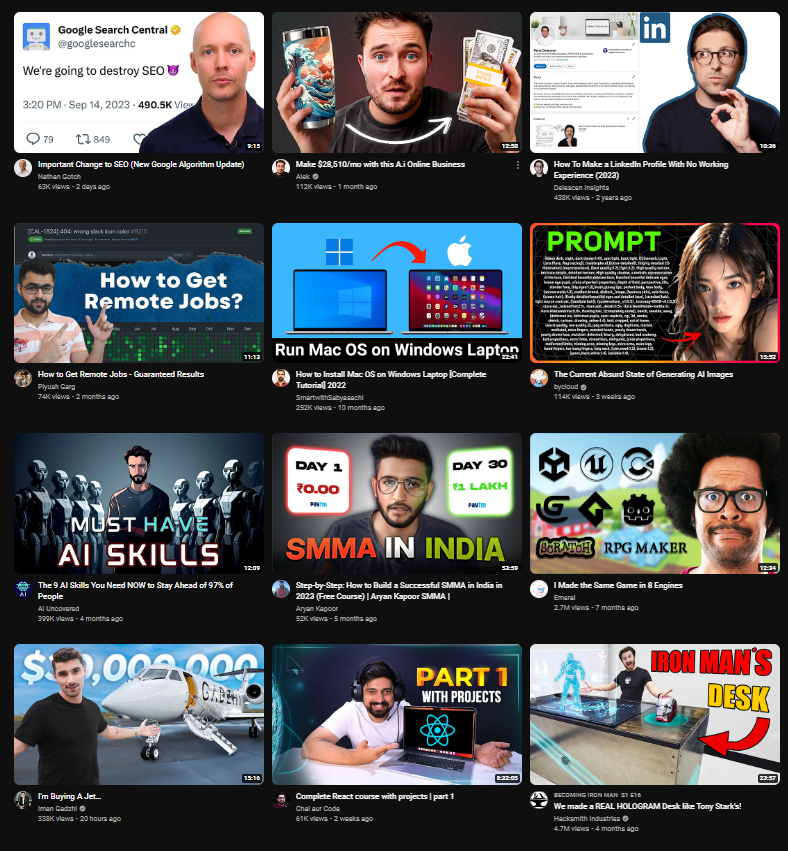 Google Search Central
@googlesearchc
We're going to destroy SEO 😈
3:20 PM · Sep 14, 2023 · 490.5K View
79
849
9:15
Important Change to SEO (New Google Algorithm Update)
Nathan Gotch
63K views · 2 days ago
12:50
Make $28,510/mo with this A.i Online Business
Alek
112K views · 1 month ago
in
10:36
How To Make a LinkedIn Profile With No Working
Experience (2023)
Delescen Insights
438K views · 2 years ago
[CAL-1824] 404: wrong slack icon color #9210
How to Get
Remote Jobs?
11:13
How to Get Remote Jobs - Guaranteed Results
Piyush Garg
74K views · 2 months ago
Run Mac OS on Windows Laptop
22:41
How to Install Mac OS on Windows Laptop [Complete
Tutorial] 2022
SmartwithSabyasachi
252K views · 10 months ago
PROMPT
15:52
The Current Absurd State of Generating AI Images
bycloud
114K views · 3 weeks ago
MUST HAVE
AI SKILLS
12:09
The 9 AI Skills You Need NOW to Stay Ahead of 97% of
People
AI Uncovered
399K views · 4 months ago
DAY 1
₹0.00
paytm
DAY 30
₹1 LAKH
paytm
SMMA IN INDIA
53:59
Step-by-Step: How to Build a Successful SMMA in India in
2023 (Free Course) | Aryan Kapoor SMMA |
Aryan Kapoor
52K views · 5 months ago
SCRATCH
RPG MAKER
12:34
I Made the Same Game in 8 Engines
Emeral
2.7M views · 7 months ago
15:16
I'm Buying A Jet...
Iman Gadzhi
338K views · 20 hours ago
PART 1
WITH PROJECTS
8:22:05
Complete React course with projects | part 1
Chai aur Code
61K views · 2 weeks ago
IRON MAN'S
DESK
23:57
BECOMING IRON MAN S1 E16
We made a REAL HOLOGRAM Desk like Tony Stark's!
Hacksmith Industries
4.7M views · 4 months ago